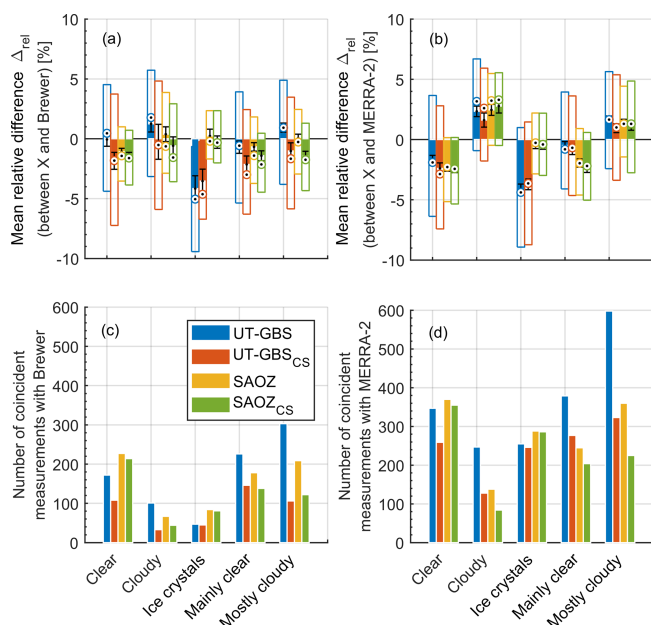 Mean relative difference Δrel
(between X and Brewer) [%]
10
5
0
-5
-10
(a)
Mean relative difference Δrel
(between X and MERRA-2) [%]
10
5
0
-5
-10
(b)
Number of coincident
measurements with Brewer
600
500
400
300
200
100
0
(c)
UT-GBS
UT-GBSCS
SAOZ
SAOZCS
Clear
Cloudy
Ice crystals
Mainly clear
Mostly cloudy
Number of coincident
measurements with MERRA-2
600
500
400
300
200
100
0
(d)
Clear
Cloudy
Ice crystals
Mainly clear
Mostly cloudy